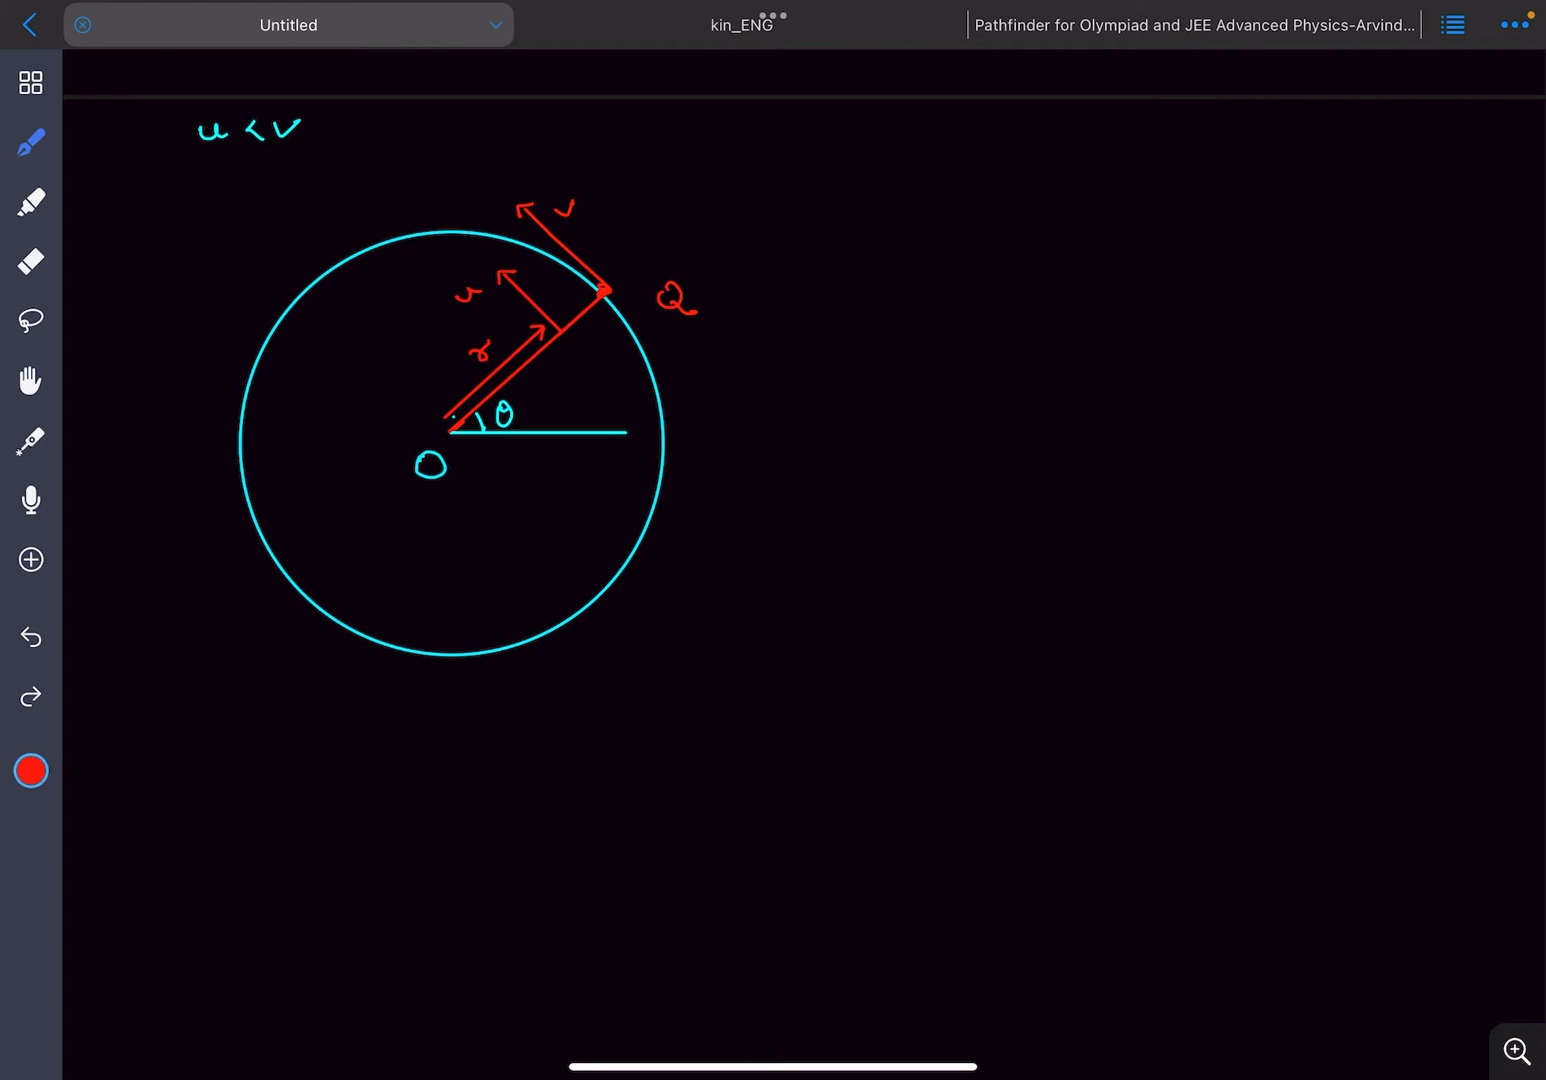 Untitled
kin_ENG
Pathfinder for Olympiad and JEE Advanced Physics-Arvind...
u < v
v
u
Q
r
θ
O